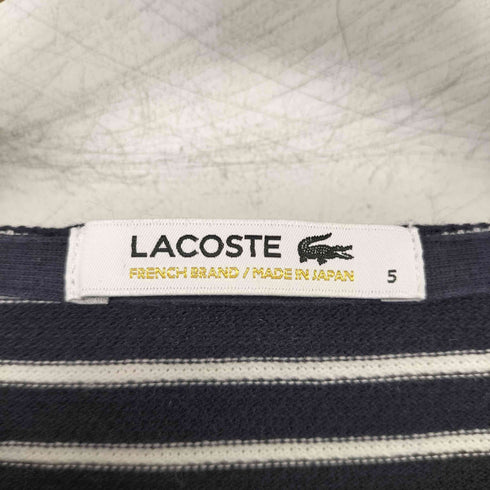 LACOSTE
FRENCH BRAND / MADE IN JAPAN
5